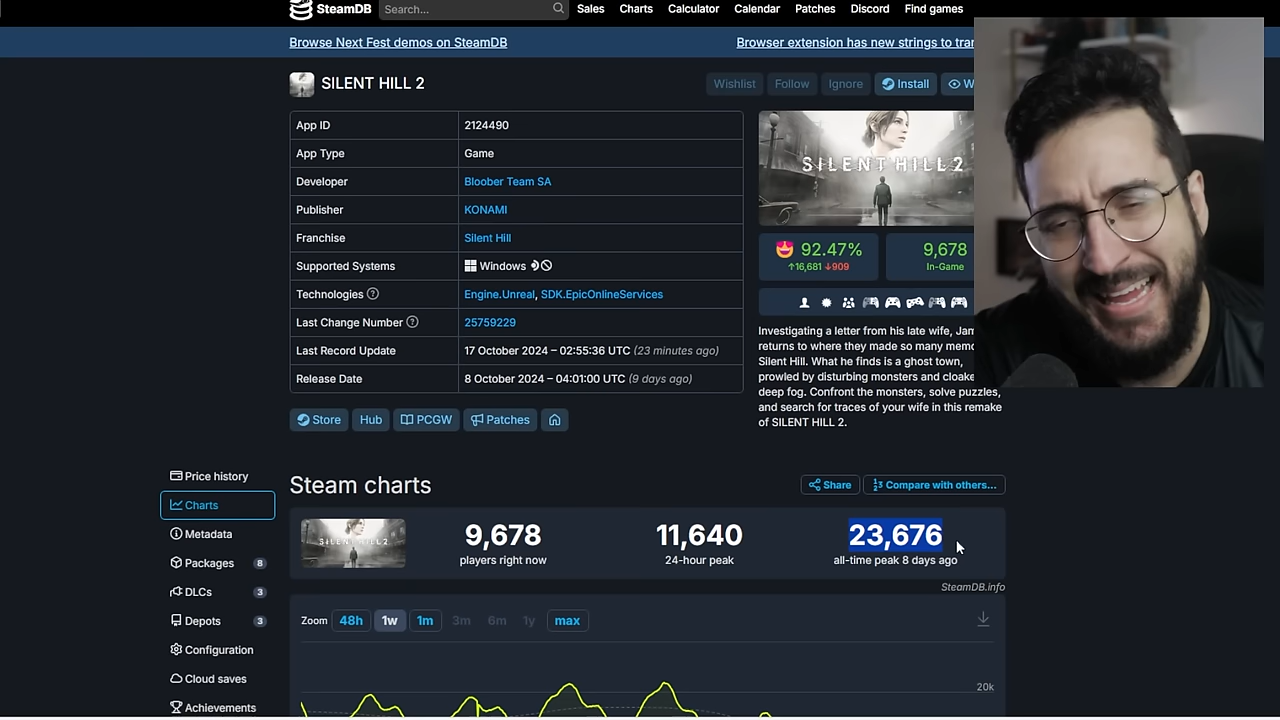 SteamDB Search... Sales Charts Calculator Calendar Patches Discord Find games
Browse Next Fest demos on SteamDB Browser extension has new strings to
SILENT HILL 2 Wishlist Follow Ignore Install
App ID 2124490
App Type Game
Developer Bloober Team SA
Publisher KONAMI
Franchise Silent Hill
Supported Systems Windows
Technologies Engine.Unreal, SDK.EpicOnlineServices
Last Change Number 25759229
Last Record Update 17 October 2024 – 02:55:36 UTC (23 minutes ago)
Release Date 8 October 2024 – 04:01:00 UTC (9 days ago)
SILENT HILL 2
92.47% 9,678
↑16,681 ↓909 In-Game
Investigating a letter from his late wife,
returns to where they made so many
Silent Hill. What he finds is a ghost town,
prowled by disturbing monsters and
deep fog. Confront the monsters, solve puzzles,
and search for traces of your wife in this remake
of SILENT HILL 2.
Store Hub PCGW Patches
Price history
Charts
Metadata
Packages 8
DLCs 3
Depots 3
Configuration
Cloud saves
Achievements
Steam charts Share Compare with others...
SILENT HILL 2
9,678 11,640 23,676
players right now 24-hour peak all-time peak 8 days ago
SteamDB.info
Zoom 48h 1w 1m 3m 6m 1y max
20k